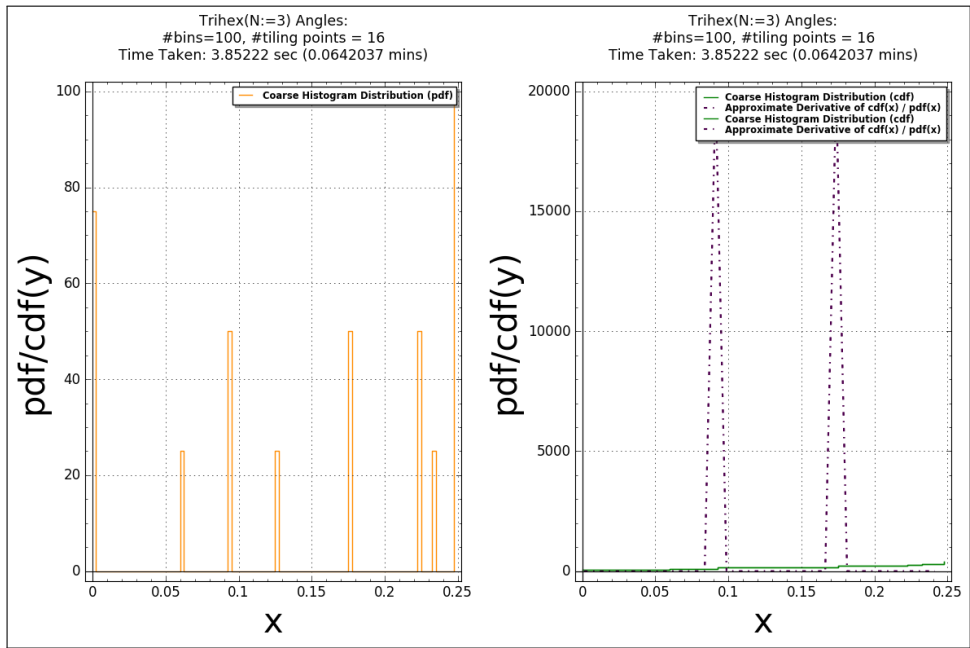 Trihex(N:=3) Angles:
#bins=100, #tiling points = 16
Time Taken: 3.85222 sec (0.0642037 mins)
Coarse Histogram Distribution (pdf)
100
80
60
40
20
0
pdf/cdf(y)
0
0.05
0.1
0.15
0.2
0.25
x
Trihex(N:=3) Angles:
#bins=100, #tiling points = 16
Time Taken: 3.85222 sec (0.0642037 mins)
Coarse Histogram Distribution (cdf)
Approximate Derivative of cdf(x) / pdf(x)
Coarse Histogram Distribution (cdf)
Approximate Derivative of cdf(x) / pdf(x)
20000
15000
10000
5000
0
pdf/cdf(y)
0
0.05
0.1
0.15
0.2
0.25
x